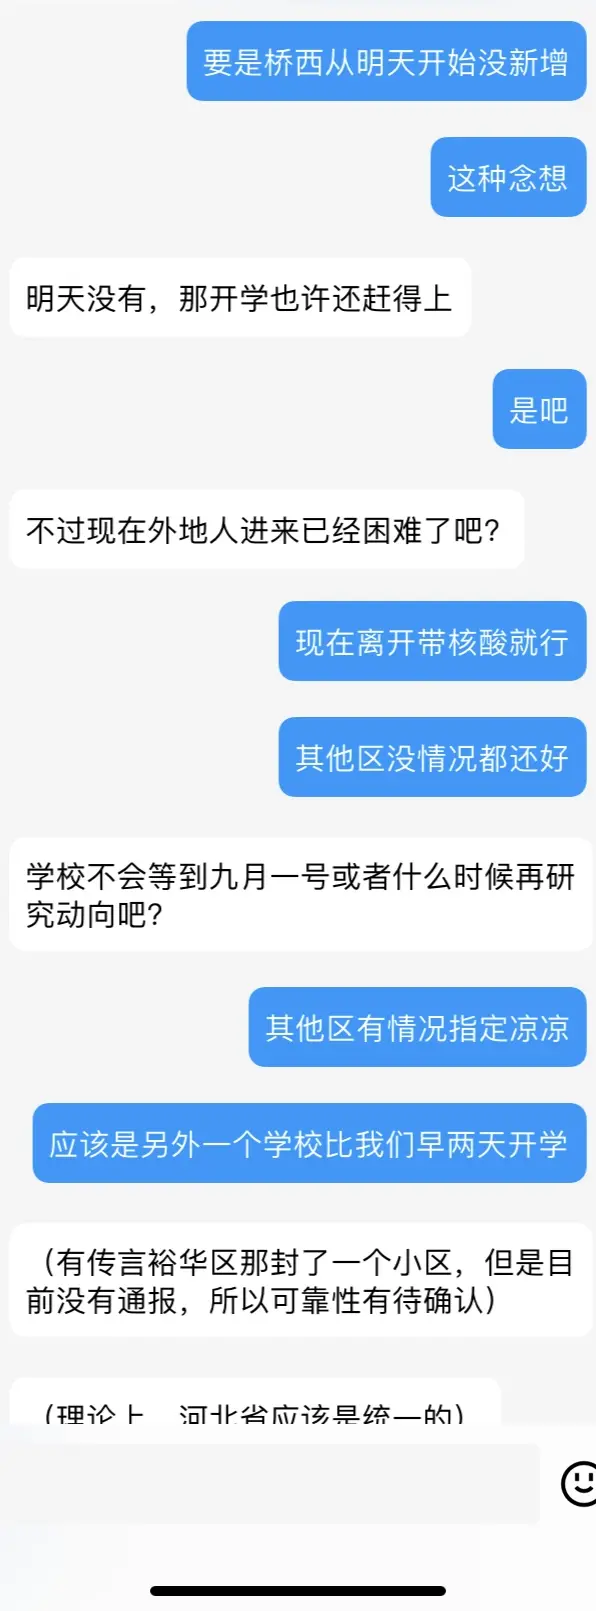 要是桥西从明天开始没新增
这种念想
明天没有，那开学也许还赶得上
是吧
不过现在外地人进来已经困难了吧？
现在离开带核酸就行
其他区没情况都还好
学校不会等到九月一号或者什么时候再研
究动向吧？
其他区有情况指定凉凉
应该是另外一个学校比我们早两天开学
（有传言裕华区那封了一个小区，但是目
前没有通报，所以可靠性有待确认）
（理论上，河北省应该是统一的）